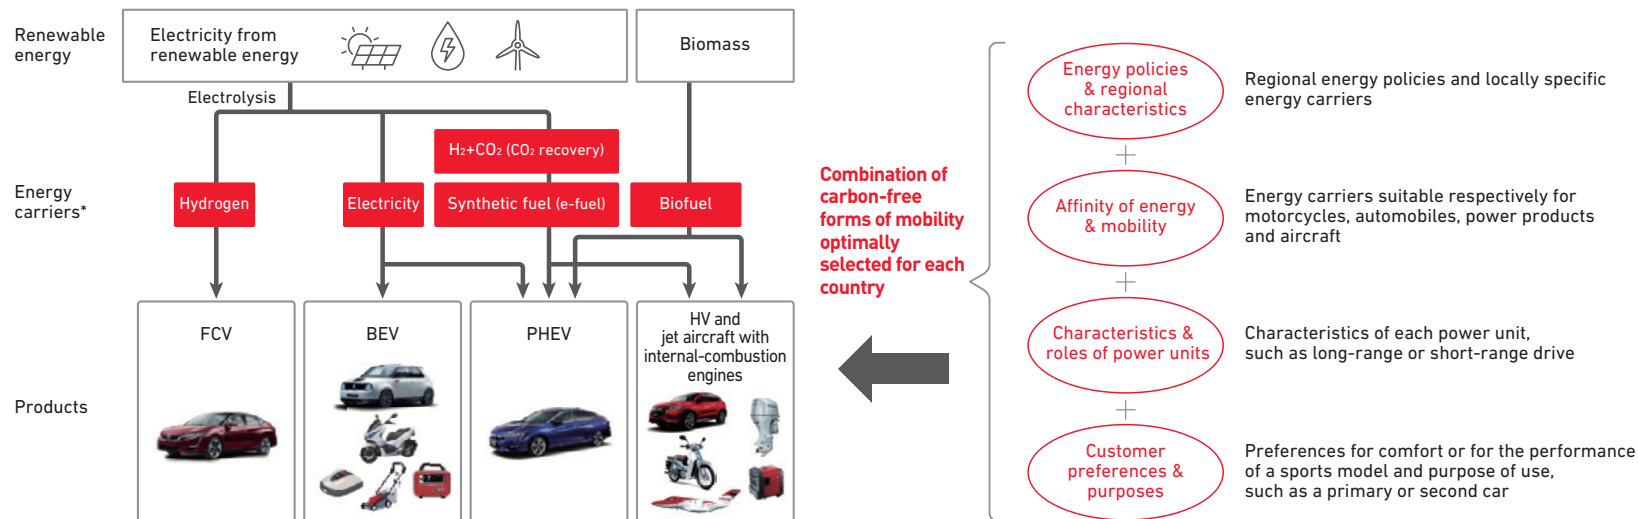 Renewable
energy
Electricity from
renewable energy
Biomass
Electrolysis
H₂+CO₂ (CO₂ recovery)
Energy
carriers*
Hydrogen
Electricity
Synthetic fuel (e-fuel)
Biofuel
Products
FCV
BEV
PHEV
HV and
jet aircraft with
internal-combustion
engines
Combination of
carbon-free
forms of mobility
optimally
selected for each
country
Energy policies
& regional
characteristics
Regional energy policies and locally specific
energy carriers
+
Affinity of energy
& mobility
Energy carriers suitable respectively for
motorcycles, automobiles, power products
and aircraft
+
Characteristics &
roles of power units
Characteristics of each power unit,
such as long-range or short-range drive
+
Customer
preferences &
purposes
Preferences for comfort or for the performance
of a sports model and purpose of use,
such as a primary or second car